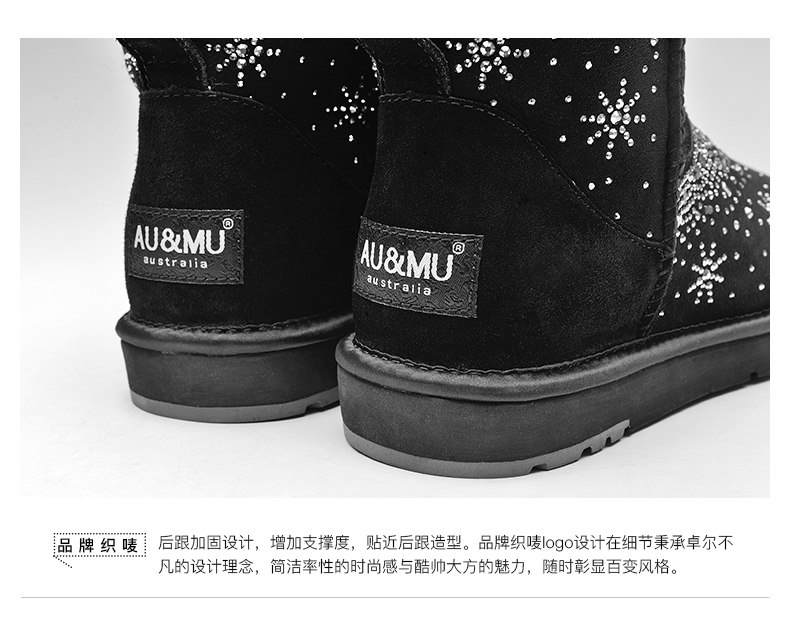 AU&MU®
australia
AU&MU®
australia
品牌织唛
后跟加固设计，增加支撑度，贴近后跟造型。品牌织唛logo设计在细节秉承卓尔不
凡的设计理念，简洁率性的时尚感与酷帅大方的魅力，随时彰显百变风格。